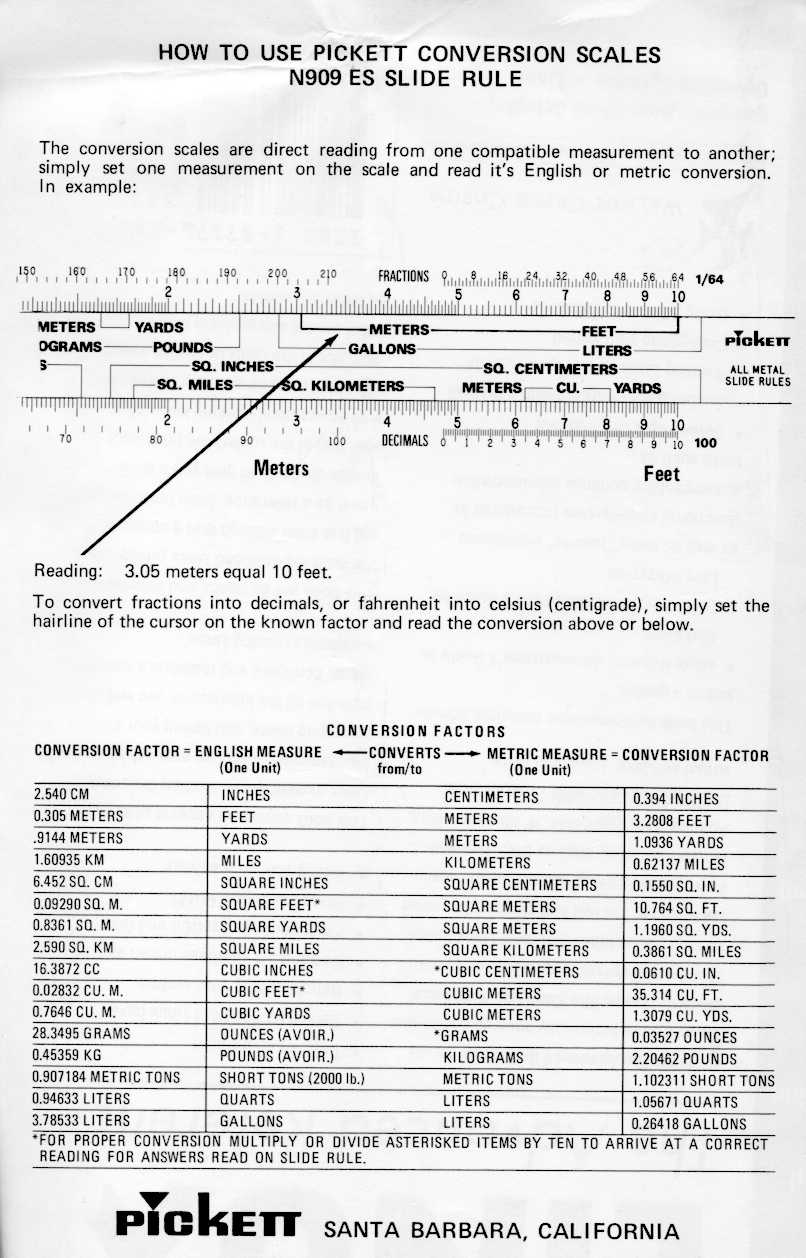 HOW TO USE PICKETT CONVERSION SCALES
N909 ES SLIDE RULE
The conversion scales are direct reading from one compatible measurement to another;
simply set one measurement on the scale and read it's English or metric conversion.
In example:
150 160 170 180 190 200 210 FRACTIONS 0 8 16 24 32 40 48 56 64 1/64
2 3 4 5 6 7 8 9 10
METERS YARDS METERS FEET
OGRAMS POUNDS GALLONS LITERS
S SQ. INCHES SQ. CENTIMETERS
SQ. MILES SQ. KILOMETERS METERS CU. YARDS
PICKETT
ALL METAL
SLIDE RULES
2 3 4 5 6 7 8 9 10
70 80 90 100 DECIMALS 0 1 2 3 4 5 6 7 8 9 10 100
Meters Feet
Reading: 3.05 meters equal 10 feet.
To convert fractions into decimals, or fahrenheit into celsius (centigrade), simply set the
hairline of the cursor on the known factor and read the conversion above or below.
CONVERSION FACTORS
CONVERSION FACTOR = ENGLISH MEASURE CONVERTS METRIC MEASURE = CONVERSION FACTOR
(One Unit) from/to (One Unit)
2.540 CM INCHES CENTIMETERS 0.394 INCHES
0.305 METERS FEET METERS 3.2808 FEET
.9144 METERS YARDS METERS 1.0936 YARDS
1.60935 KM MILES KILOMETERS 0.62137 MILES
6.452 SQ. CM SQUARE INCHES SQUARE CENTIMETERS 0.1550 SQ. IN.
0.09290 SQ. M. SQUARE FEET* SQUARE METERS 10.764 SQ. FT.
0.8361 SQ. M. SQUARE YARDS SQUARE METERS 1.1960 SQ. YDS.
2.590 SQ. KM SQUARE MILES SQUARE KILOMETERS 0.3861 SQ. MILES
16.3872 CC CUBIC INCHES *CUBIC CENTIMETERS 0.0610 CU. IN.
0.02832 CU. M. CUBIC FEET* CUBIC METERS 35.314 CU. FT.
0.7646 CU. M. CUBIC YARDS CUBIC METERS 1.3079 CU. YDS.
28.3495 GRAMS OUNCES (AVOIR.) *GRAMS 0.03527 OUNCES
0.45359 KG POUNDS (AVOIR.) KILOGRAMS 2.20462 POUNDS
0.907184 METRIC TONS SHORT TONS (2000 lb.) METRIC TONS 1.102311 SHORT TONS
0.94633 LITERS QUARTS LITERS 1.05671 QUARTS
3.78533 LITERS GALLONS LITERS 0.26418 GALLONS
*FOR PROPER CONVERSION MULTIPLY OR DIVIDE ASTERISKED ITEMS BY TEN TO ARRIVE AT A CORRECT
READING FOR ANSWERS READ ON SLIDE RULE.
PICKETT SANTA BARBARA, CALIFORNIA